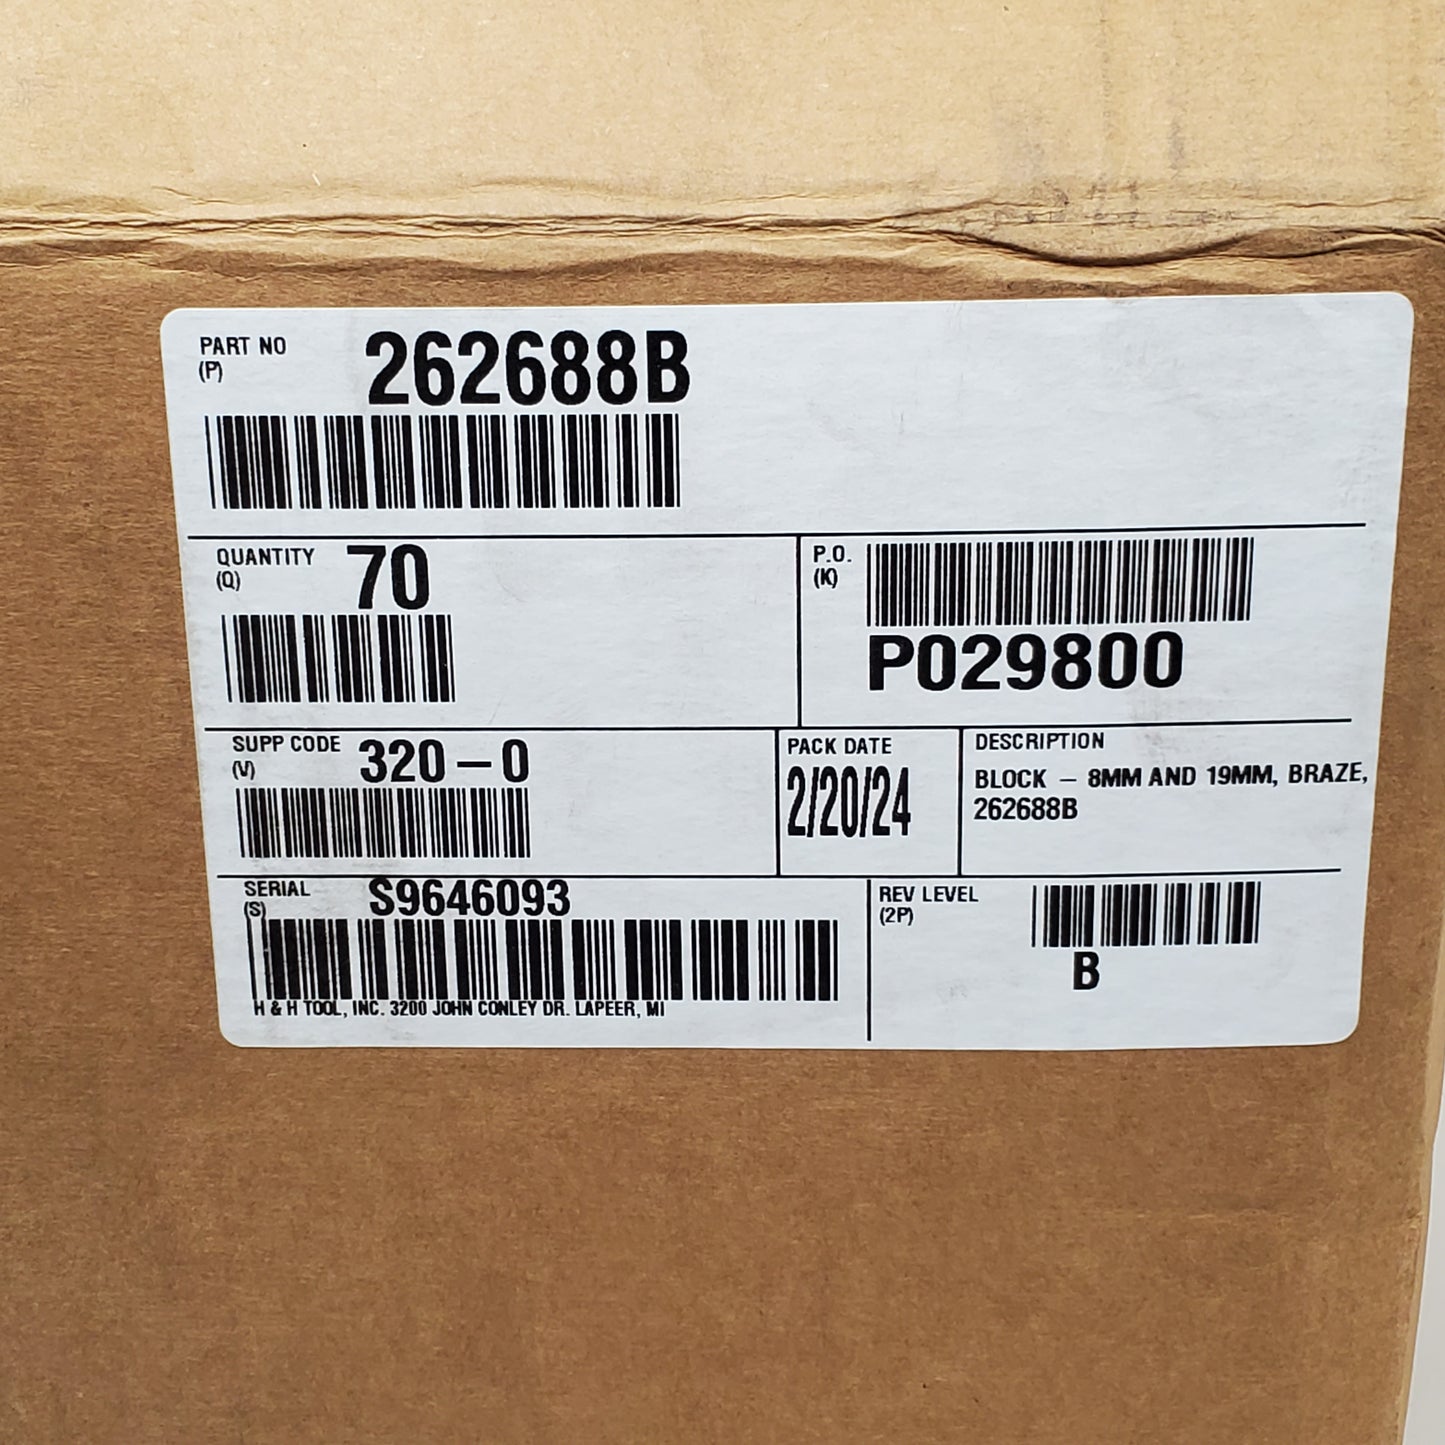 PART NO 262688B
(P)
QUANTITY 70
(Q)
P.O.
(K)
P029800
SUPP CODE 320-0
(V)
PACK DATE
2/20/24
DESCRIPTION
BLOCK - 8MM AND 19MM, BRAZE,
262688B
SERIAL S9646093
(S)
H & H TOOL, INC. 3200 JOHN CONLEY DR. LAPEER, MI
REV LEVEL
(2P)
B